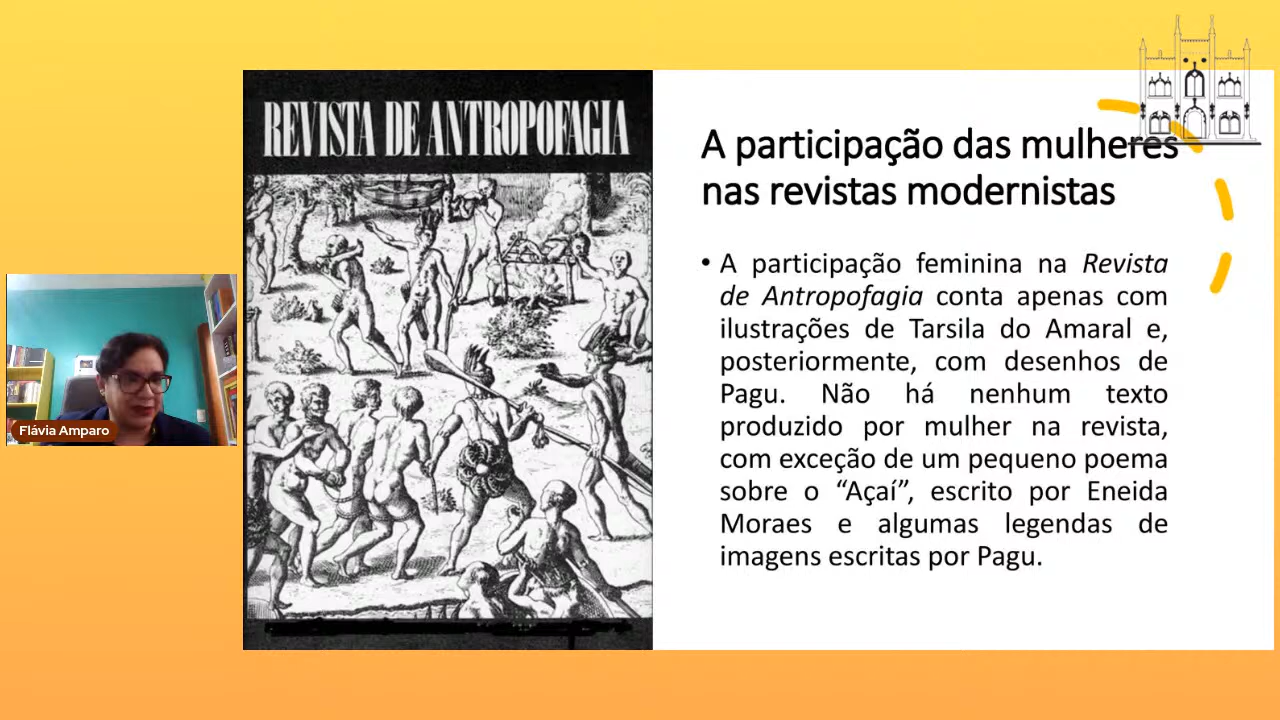 REVISTA DE ANTROPOFAGIA
A participação das mulheres
nas revistas modernistas
• A participação feminina na Revista
de Antropofagia conta apenas com
ilustrações de Tarsila do Amaral e,
posteriormente, com desenhos de
Pagu. Não há nenhum texto
produzido por mulher na revista,
com exceção de um pequeno poema
sobre o “Açaí”, escrito por Eneida
Moraes e algumas legendas de
imagens escritas por Pagu.
Flávia Amparo